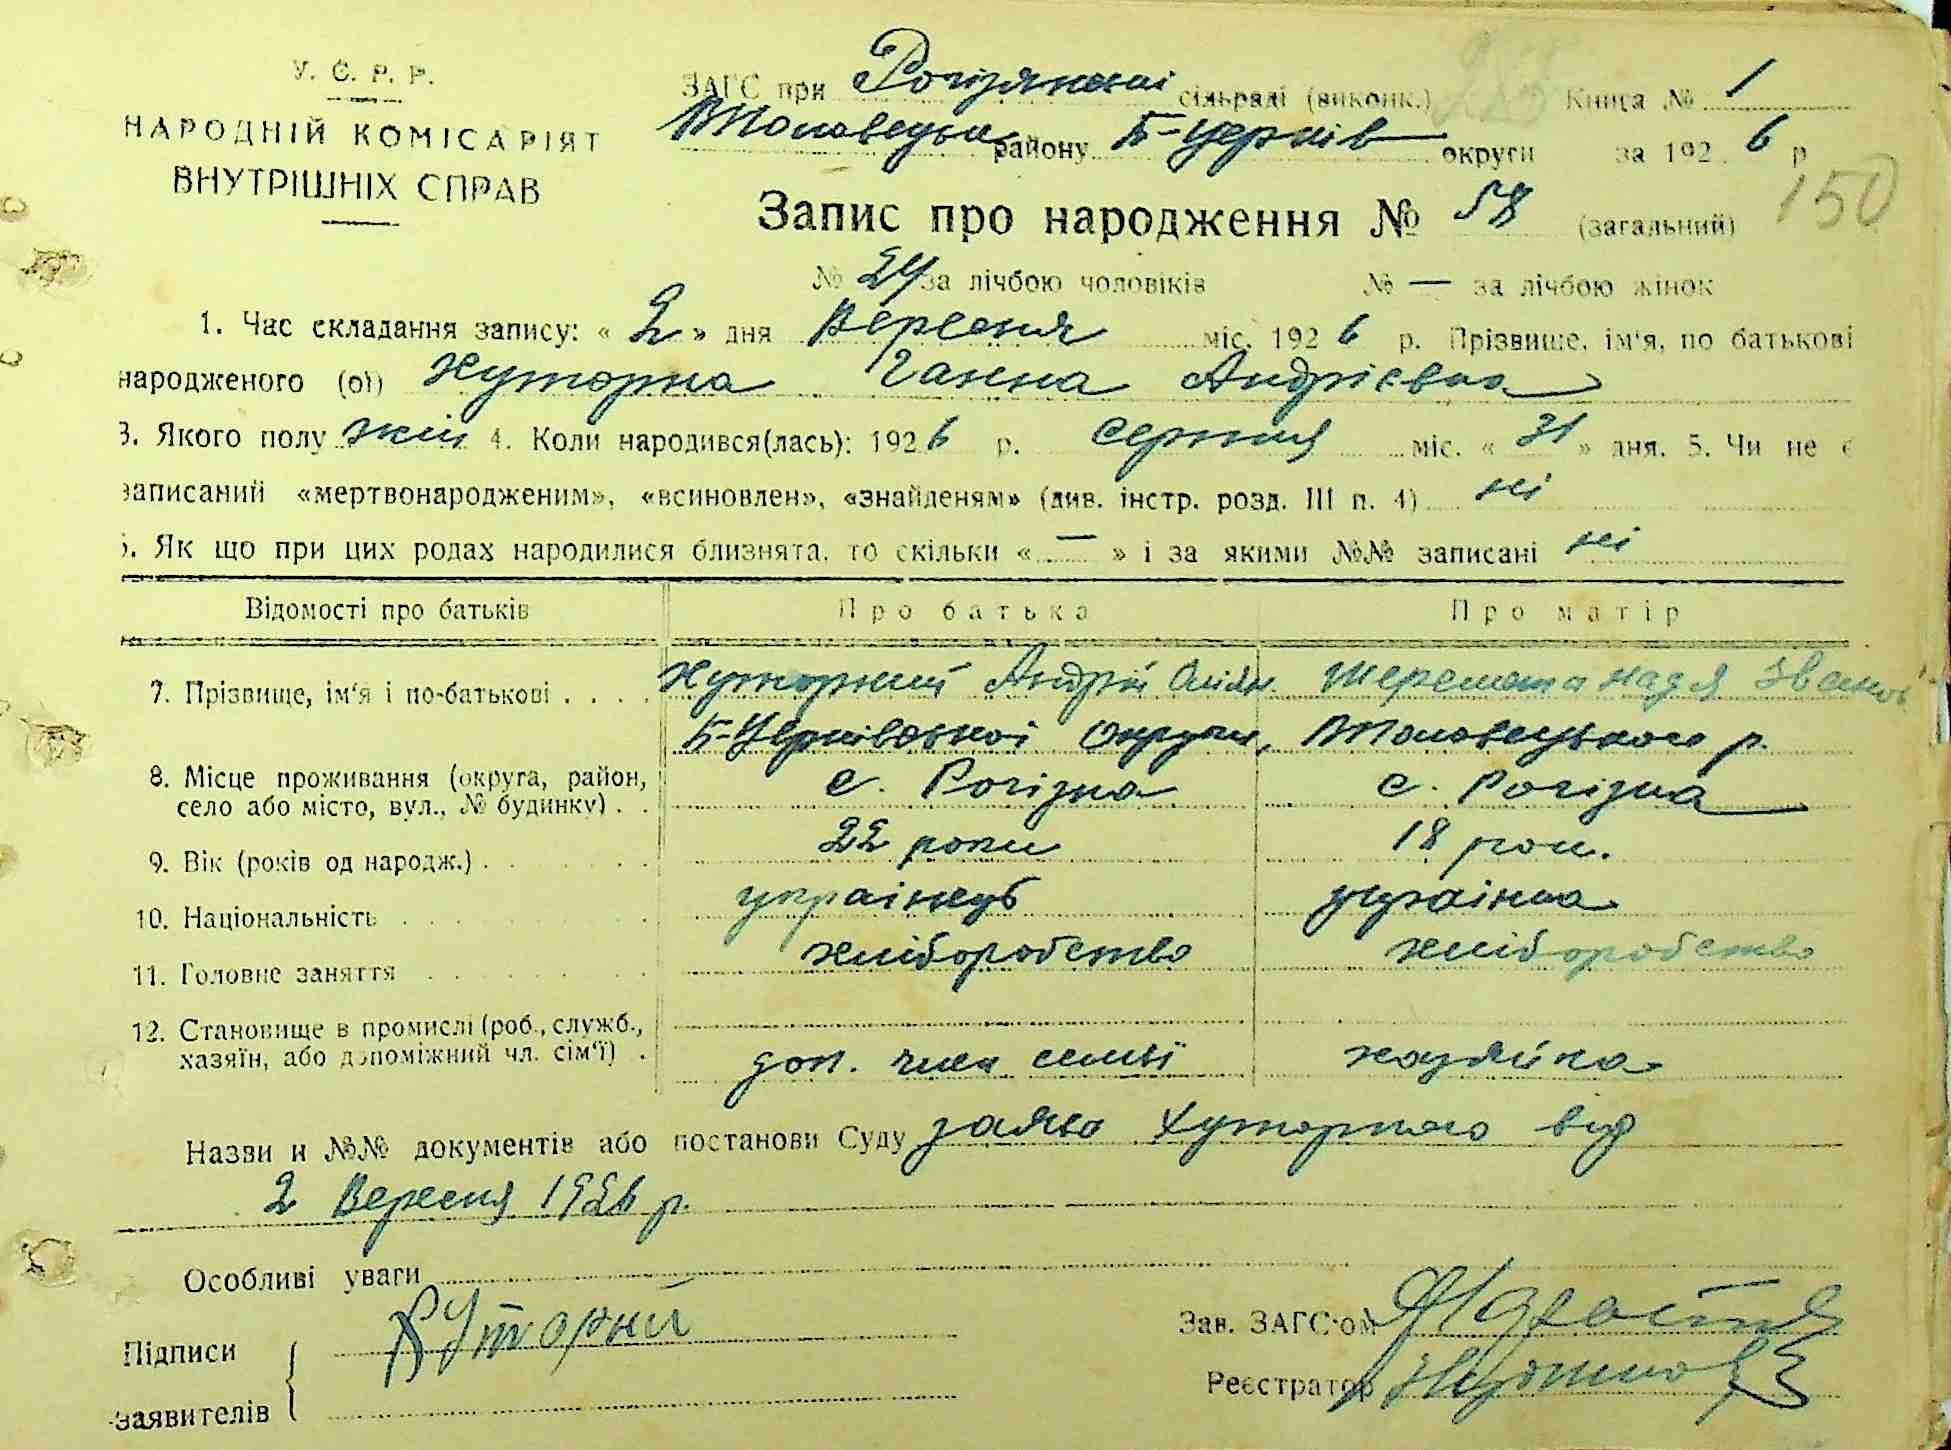 У. С. Р. Р.
НАРОДНІЙ КОМІСАРІЯТ
ВНУТРІШНІХ СПРАВ
ЗАГС при Рогізянській сільраді (виконк.) Книга № 1
району Б-Церків округи за 1926 р
150
Запис про народження № 58 (загальний)
№ 24 за лічбою чоловіків № — за лічбою жінок
1. Час складання запису: « 2 » дня Вересня міс. 1926 р. Прізвище, ім'я, по батькові
народженого (ої) Хуторна Ганна Андрієвна
3. Якого полу жін 4. Коли народився(лась): 1926 р. серпня міс. « 31 » дня. 5. Чи не є
записаний «мертвонародженим», «всиновлен», «знайденям» (див. інстр. розд. III п. 4) ні
6. Як що при цих родах народилися близнята, то скільки « — » і за якими №№ записані ні
Відомості про батьків Про батька Про матір
7. Прізвище, ім'я і по-батькові . . . . Хуторний Андрій Шеремета Надя
Б-Церківської округи, р.
8. Місце проживання (округа, район, село або місто, вул., № будинку) . . с. Рогізна с. Рогізна
9. Вік (років од народж.) . . . . . 22 роки 18 рок.
10. Національність . . . . . українець українка
11. Головне заняття . . . . . хліборобство хліборобство
12. Становище в промислі (роб., служб.,
хазяїн, або допоміжний чл. сім'ї) . доп. член семьї хазяйка
Назви и №№ документів або постанови Суду заява Хуторного від
2 Вересня 1926 р.
Особливі уваги
Підписи Хуторний Зав. ЗАГС-ом
заявителів Реєстратор